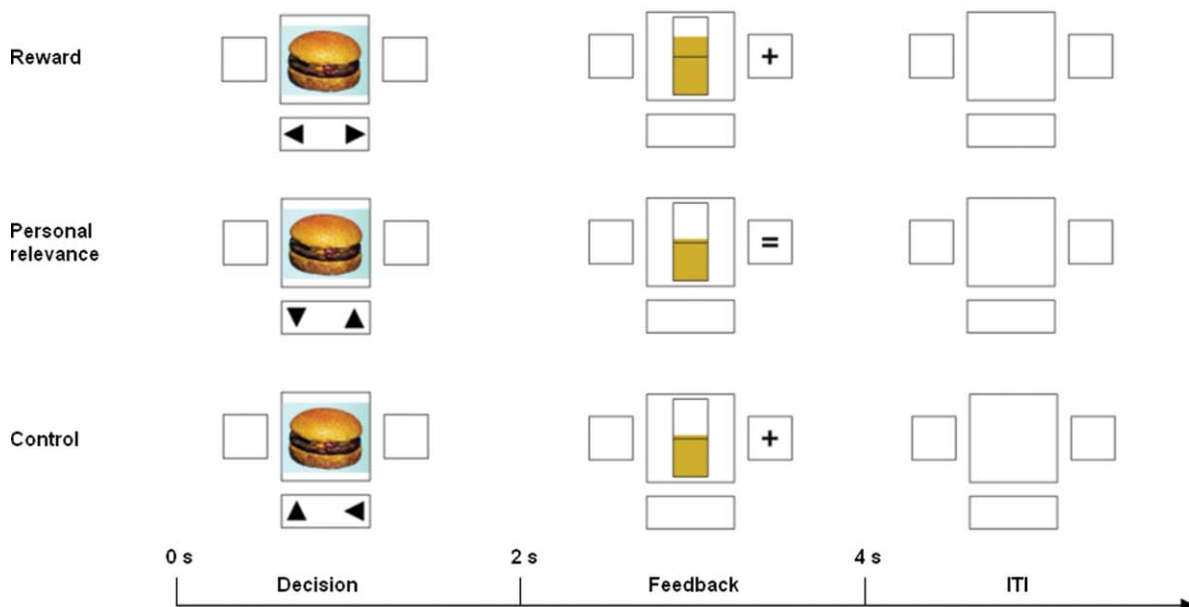 Reward
+
Personal
relevance
=
Control
+
0 s
2 s
4 s
Decision
Feedback
ITI